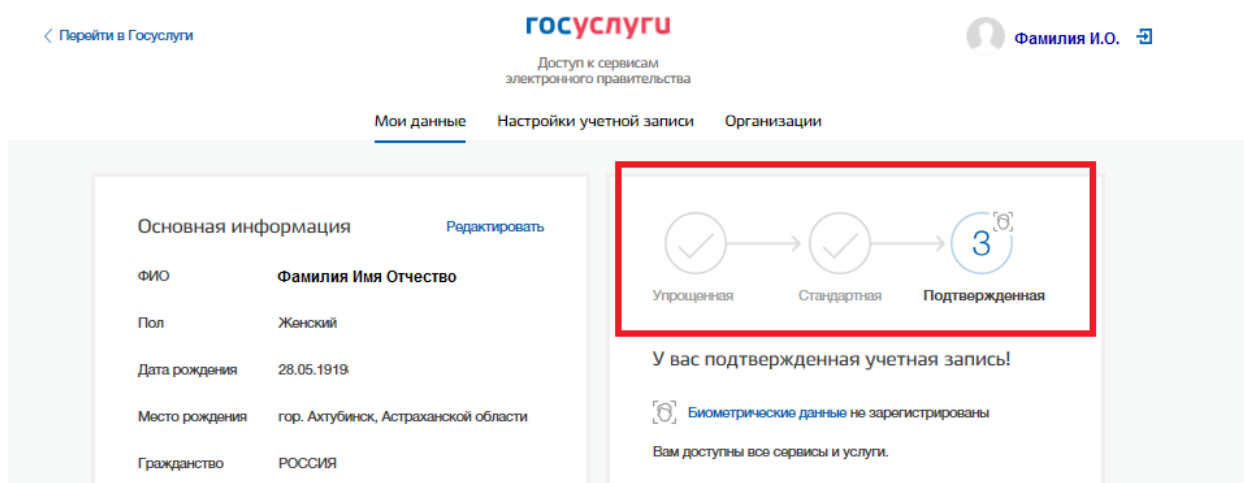 Перейти в Госуслуги
госуслуги
Фамилия И.О.
Доступ к сервисам
электронного правительства
Мои данные Настройки учетной записи Организации
Основная информация Редактировать
ФИО Фамилия Имя Отчество
Пол Женский
Дата рождения 28.05.1919
Место рождения гор. Ахтубинск, Астраханской области
Гражданство РОССИЯ
3
Упрощенная Стандартная Подтвержденная
У вас подтвержденная учетная запись!
Биометрические данные не зарегистрированы
Вам доступны все сервисы и услуги.